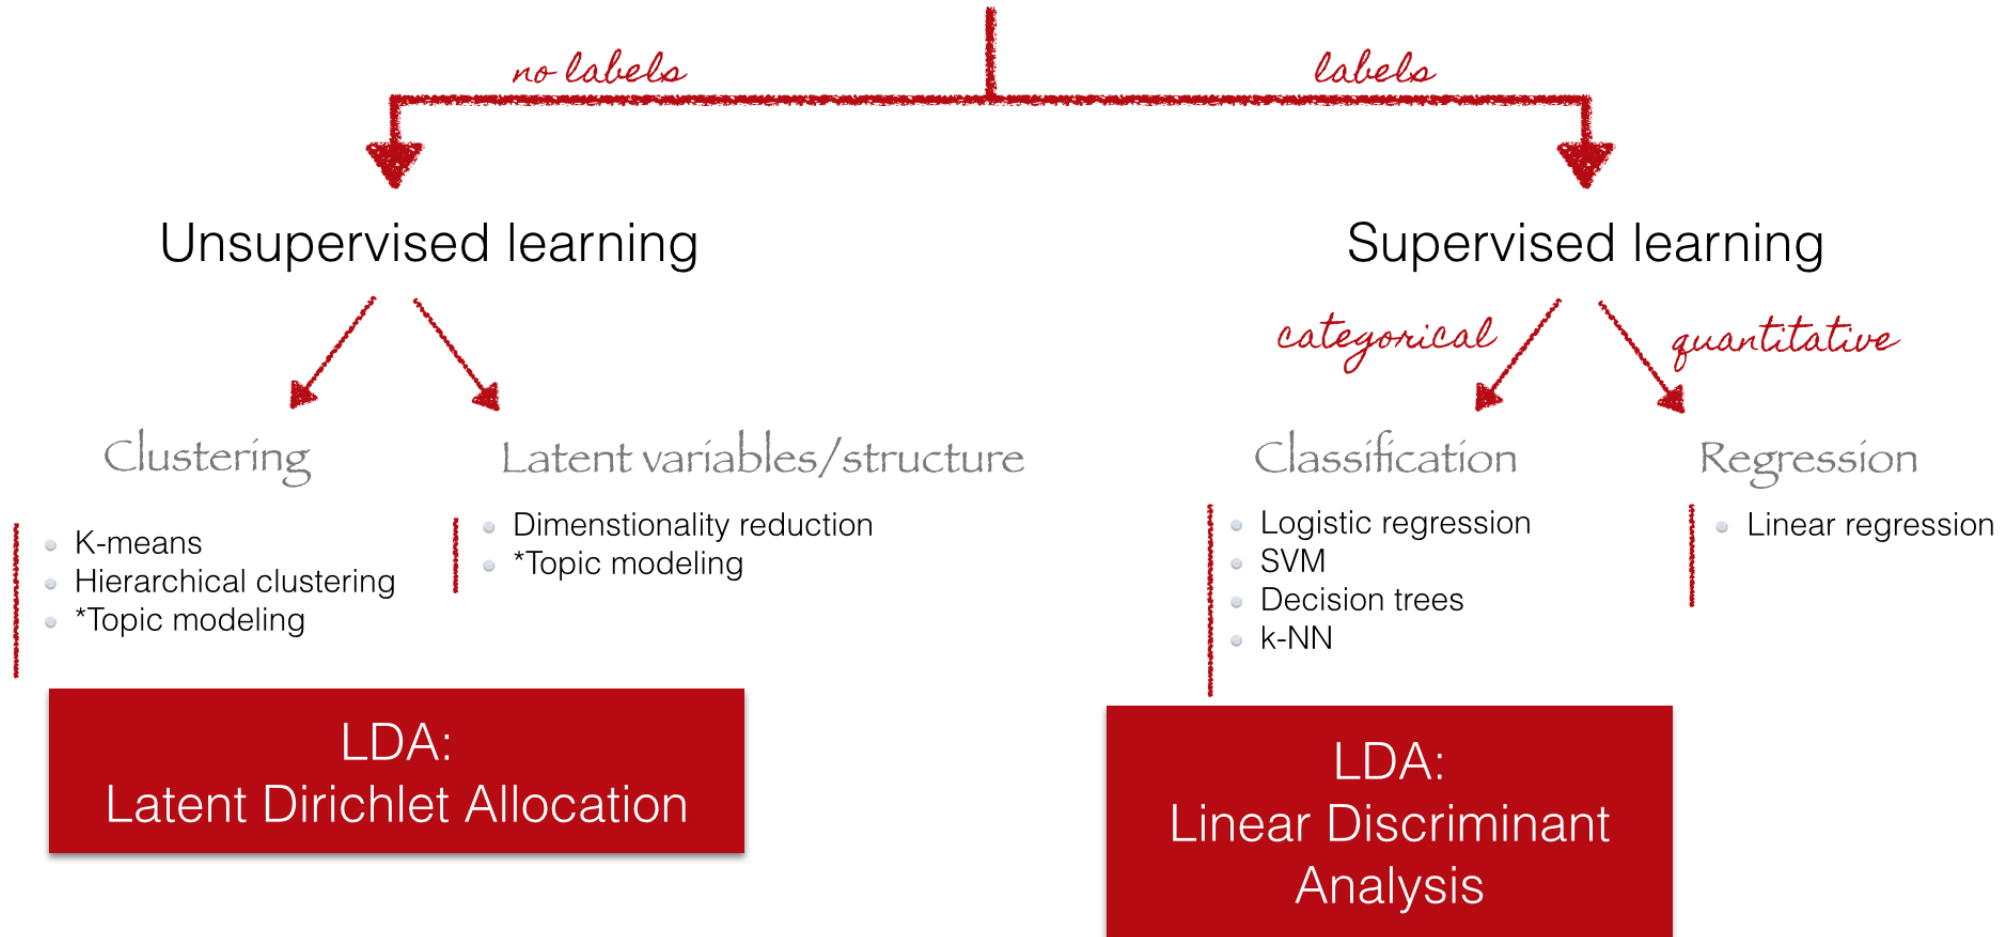 no labels
labels
Unsupervised learning
Supervised learning
categorical
quantitative
Clustering
Latent variables/structure
Classification
Regression
K-means
Hierarchical clustering
*Topic modeling
Dimenstionality reduction
*Topic modeling
Logistic regression
SVM
Decision trees
k-NN
Linear regression
LDA:
Latent Dirichlet Allocation
LDA:
Linear Discriminant
Analysis